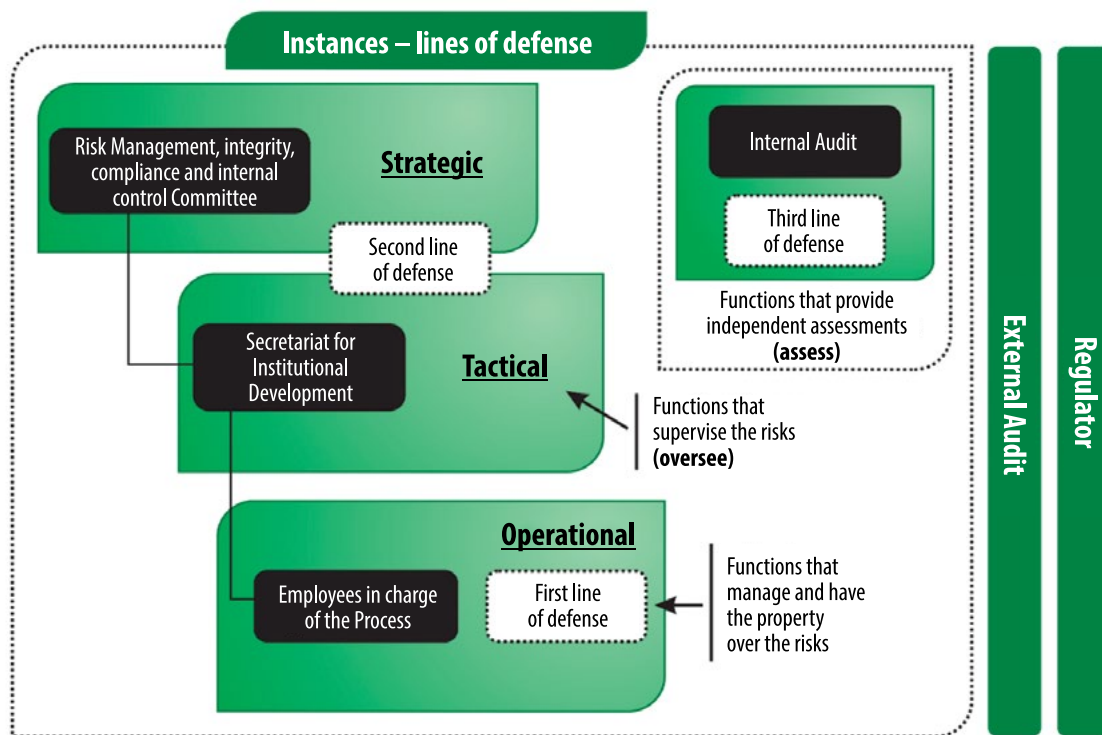 Instances – lines of defense
Risk Management, integrity,
compliance and internal
control Committee
Strategic
Second line
of defense
Secretariat for
Institutional
Development
Tactical
Functions that
supervise the risks
(oversee)
Operational
Employees in charge
of the Process
First line
of defense
Functions that
manage and have
the property
over the risks
Internal Audit
Third line
of defense
Functions that provide
independent assessments
(assess)
External Audit
Regulator